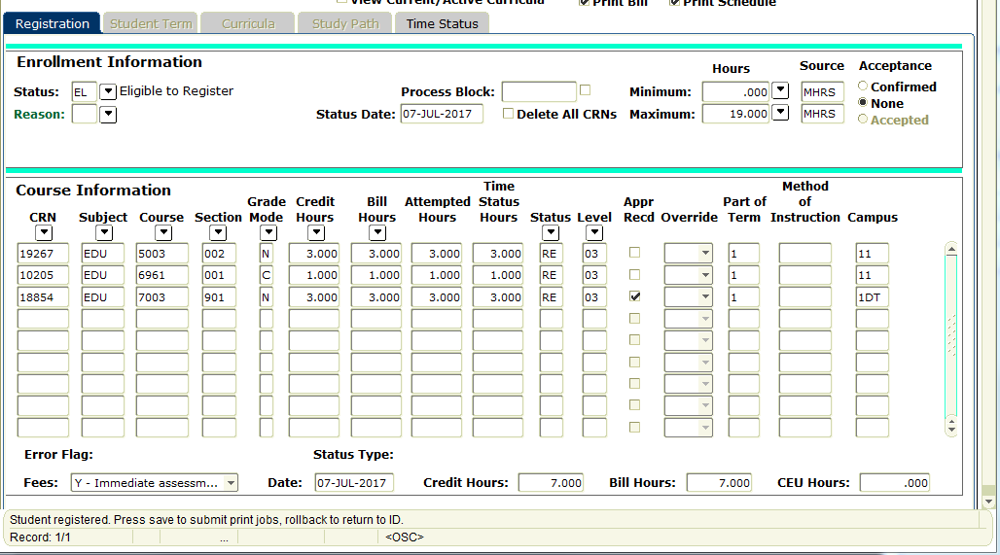 View Current/Active Curricula Print Bill Print Schedule
Registration Student Term Curricula Study Path Time Status
Enrollment Information
Hours Source Acceptance
Status: EL Eligible to Register Process Block: Minimum: .000 MHRS Confirmed
None
Reason: Status Date: 07-JUL-2017 Delete All CRNs Maximum: 19.000 MHRS
Accepted
Course Information
Time Method
Grade Credit Bill Attempted Status Appr Part of of
CRN Subject Course Section Mode Hours Hours Hours Hours Status Level Recd Override Term Instruction Campus
19267 EDU 5003 002 N 3.000 3.000 3.000 3.000 RE 03 1 11
10205 EDU 6961 001 C 1.000 1.000 1.000 1.000 RE 03 1 11
18854 EDU 7003 901 N 3.000 3.000 3.000 3.000 RE 03 1 1DT
Error Flag: Status Type:
Fees: Y - Immediate assessm... Date: 07-JUL-2017 Credit Hours: 7.000 Bill Hours: 7.000 CEU Hours: .000
Student registered. Press save to submit print jobs, rollback to return to ID.
Record: 1/1 ... <OSC>